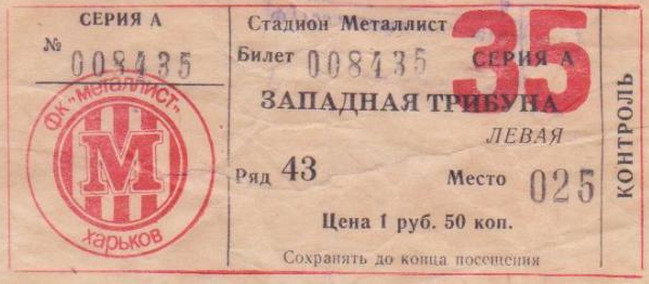 СЕРИЯ А
№ 008435
ФК "МЕТАЛЛИСТ"
М
ХАРЬКОВ
Стадион Металлист
35
Билет 008435 СЕРИЯ А
ЗАПАДНАЯ ТРИБУНА
ЛЕВАЯ
Ряд 43 Место 025
Цена 1 руб. 50 коп.
Сохранять до конца посещения
КОНТРОЛЬ